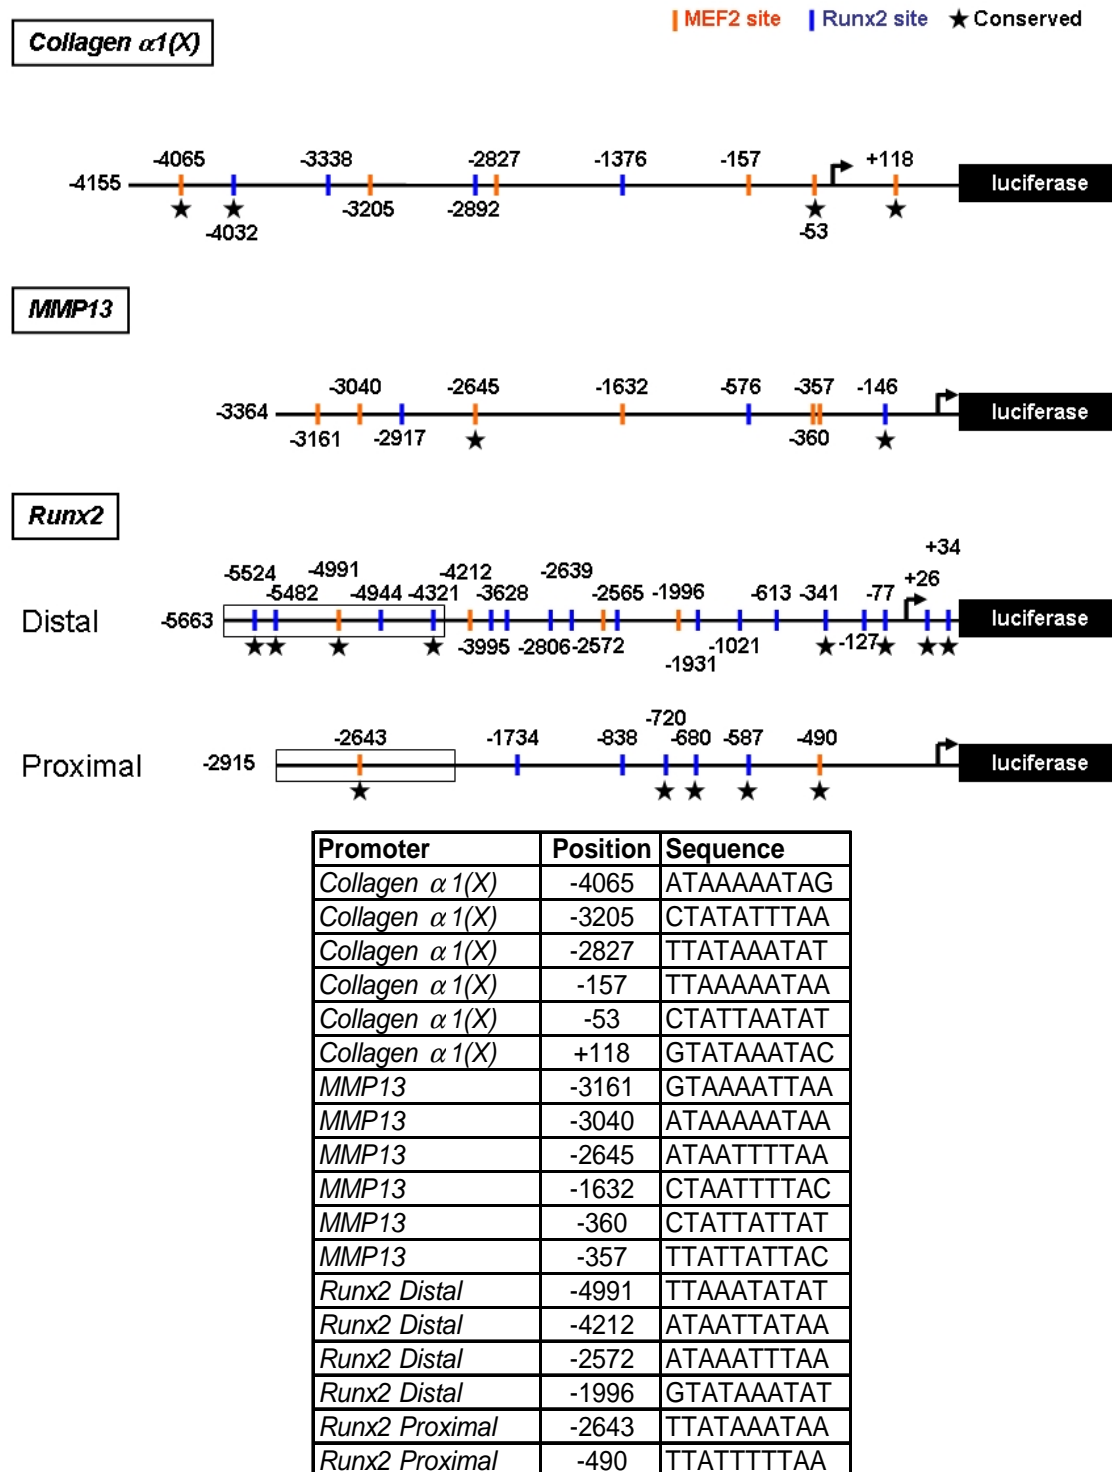 MEF2 site Runx2 site ★ Conserved
Collagen α1(X)
-4065 -3338 -2827 -1376 -157 +118
-4155 luciferase
-4032 -3205 -2892 -53
MMP13
-3040 -2645 -1632 -576 -357 -146
-3364 luciferase
-3161 -2917 -360
Runx2
+34
-5524 -4991 -4212 -2639 +26
-5482 -4944 -4321 -3628 -2565 -1996 -613 -341 -77
Distal -5663 luciferase
-3995 -2806 -2572 -1021 -127
-1931
-720
-2643 -1734 -838 -680 -587 -490
Proximal -2915 luciferase
Promoter Position Sequence
Collagen α1(X) -4065 ATAAAAATAG
Collagen α1(X) -3205 CTATATTTAA
Collagen α1(X) -2827 TTATAAATAT
Collagen α1(X) -157 TTAAAAATAA
Collagen α1(X) -53 CTATTAATAT
Collagen α1(X) +118 GTATAAATAC
MMP13 -3161 GTAAAATTAA
MMP13 -3040 ATAAAAATAA
MMP13 -2645 ATAATTTTAA
MMP13 -1632 CTAATTTTAC
MMP13 -360 CTATTATTAT
MMP13 -357 TTATTATTAC
Runx2 Distal -4991 TTAAATATAT
Runx2 Distal -4212 ATAATTATAA
Runx2 Distal -2572 ATAAATTTAA
Runx2 Distal -1996 GTATAAATAT
Runx2 Proximal -2643 TTATAAATAA
Runx2 Proximal -490 TTATTTTTAA